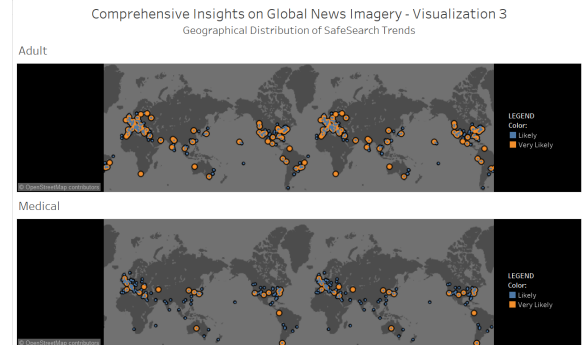 Comprehensive Insights on Global News Imagery - Visualization 3
Geographical Distribution of SafeSearch Trends
Adult
LEGEND
Color:
Likely
Very Likely
© OpenStreetMap contributors
Medical
LEGEND
Color:
Likely
Very Likely
© OpenStreetMap contributors